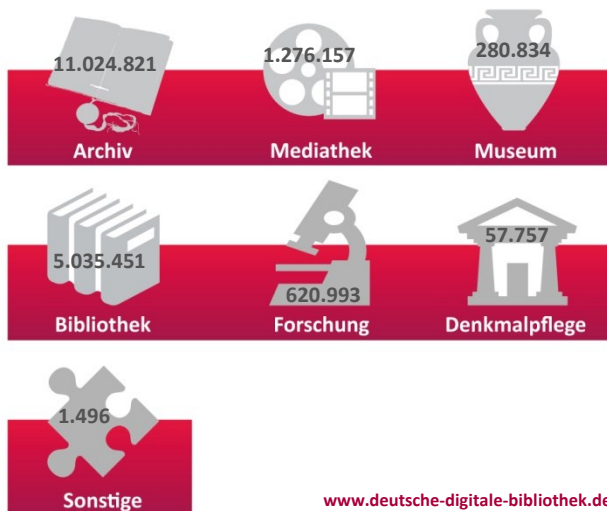 11.024.821
1.276.157
280.834
Archiv
Mediathek
Museum
5.035.451
620.993
57.757
Bibliothek
Forschung
Denkmalpflege
1.496
Sonstige
www.deutsche-digitale-bibliothek.de